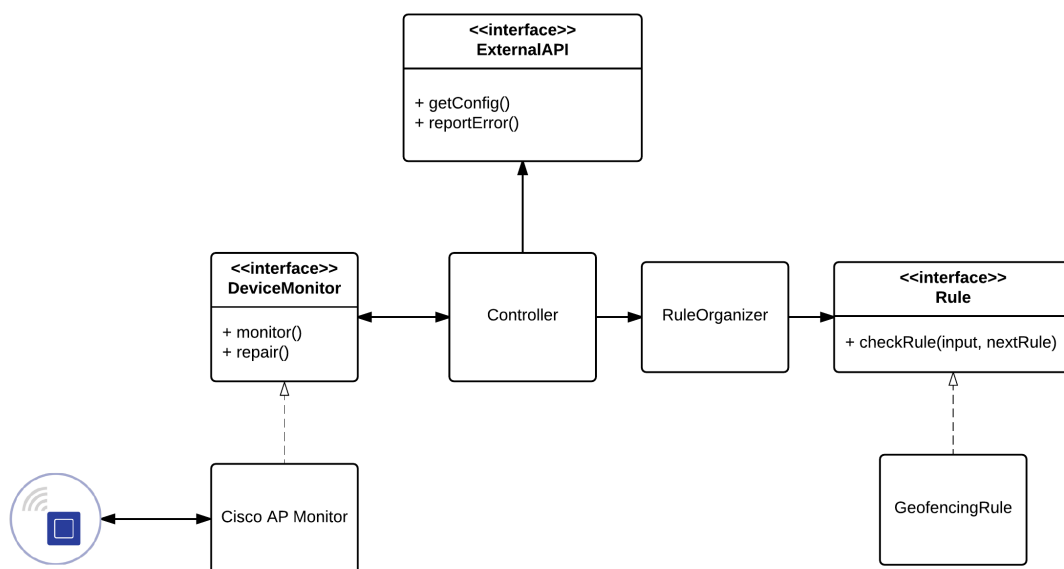 <<interface>>
ExternalAPI
+ getConfig()
+ reportError()
<<interface>>
DeviceMonitor
+ monitor()
+ repair()
Controller
RuleOrganizer
<<interface>>
Rule
+ checkRule(input, nextRule)
Cisco AP Monitor
GeofencingRule